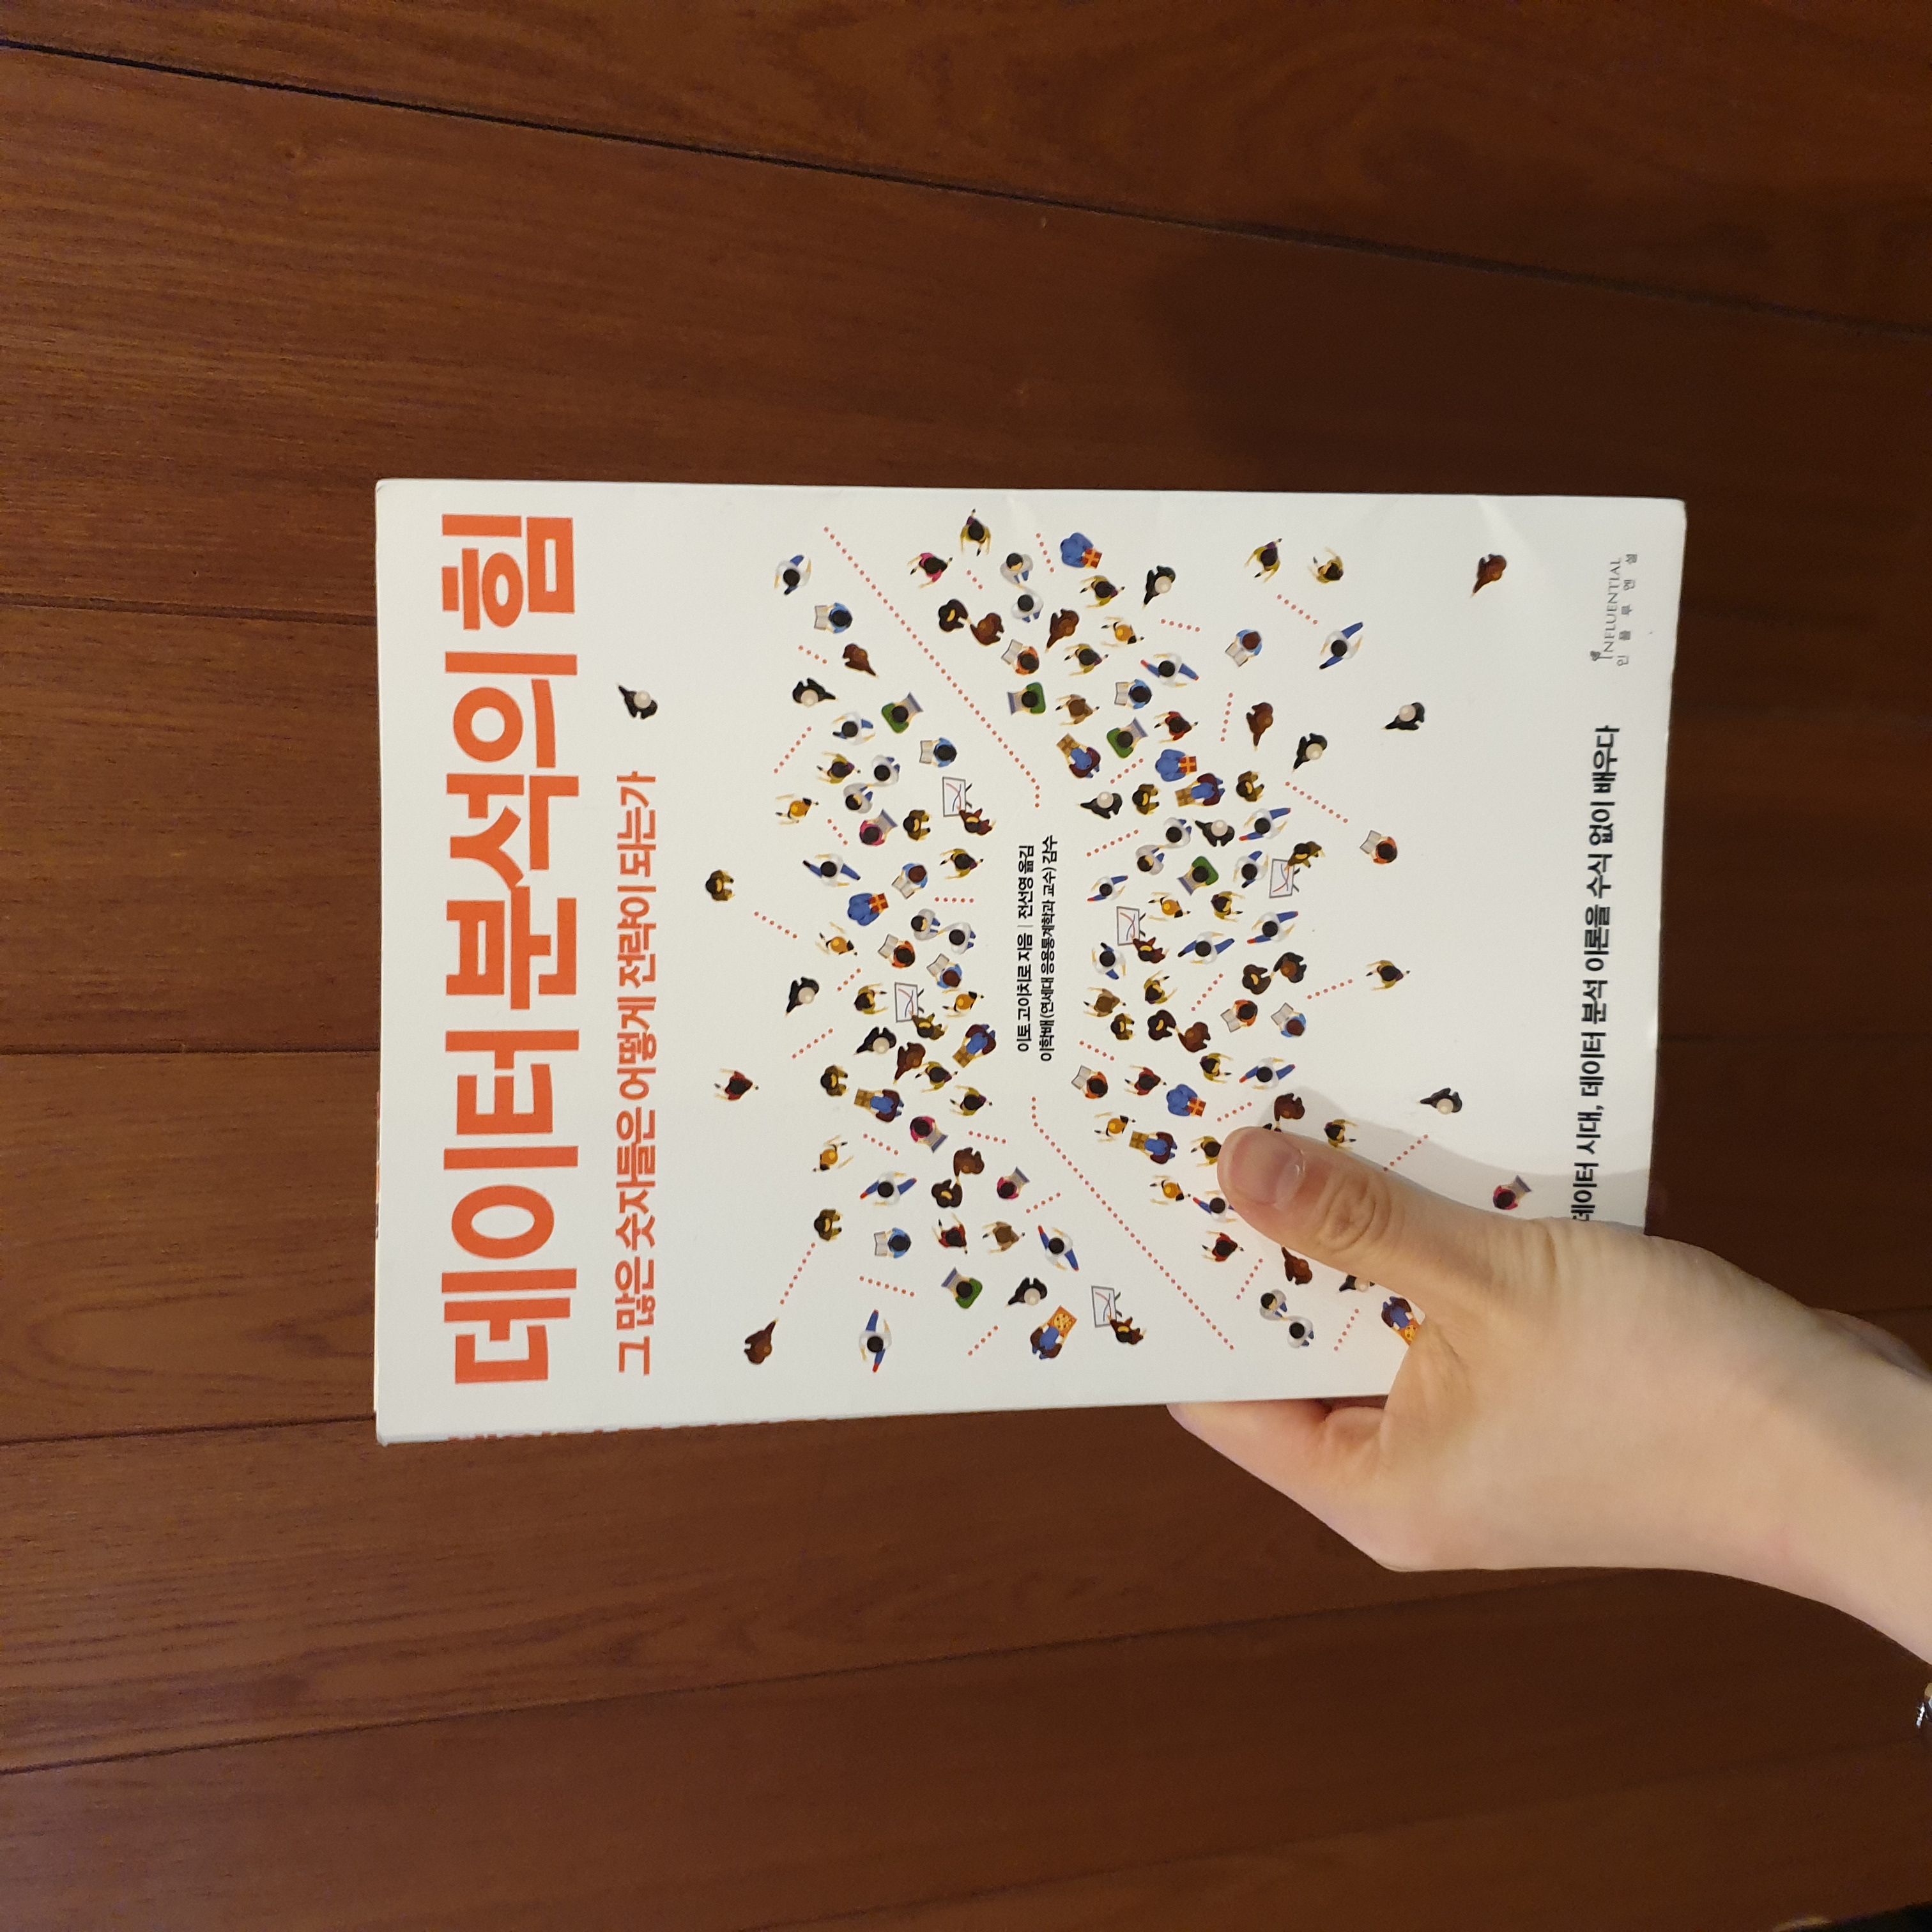 데이터 분석의 힘
그 많은 숫자들은 어떻게 전략이 되는가
이토 고이치로 지음 | 전선영 옮김
이학배(연세대 응용통계학과 교수) 감수
데이터 시대, 데이터 분석 이론을 수식 없이 배우다
INFLUENTIAL
인플루엔셜